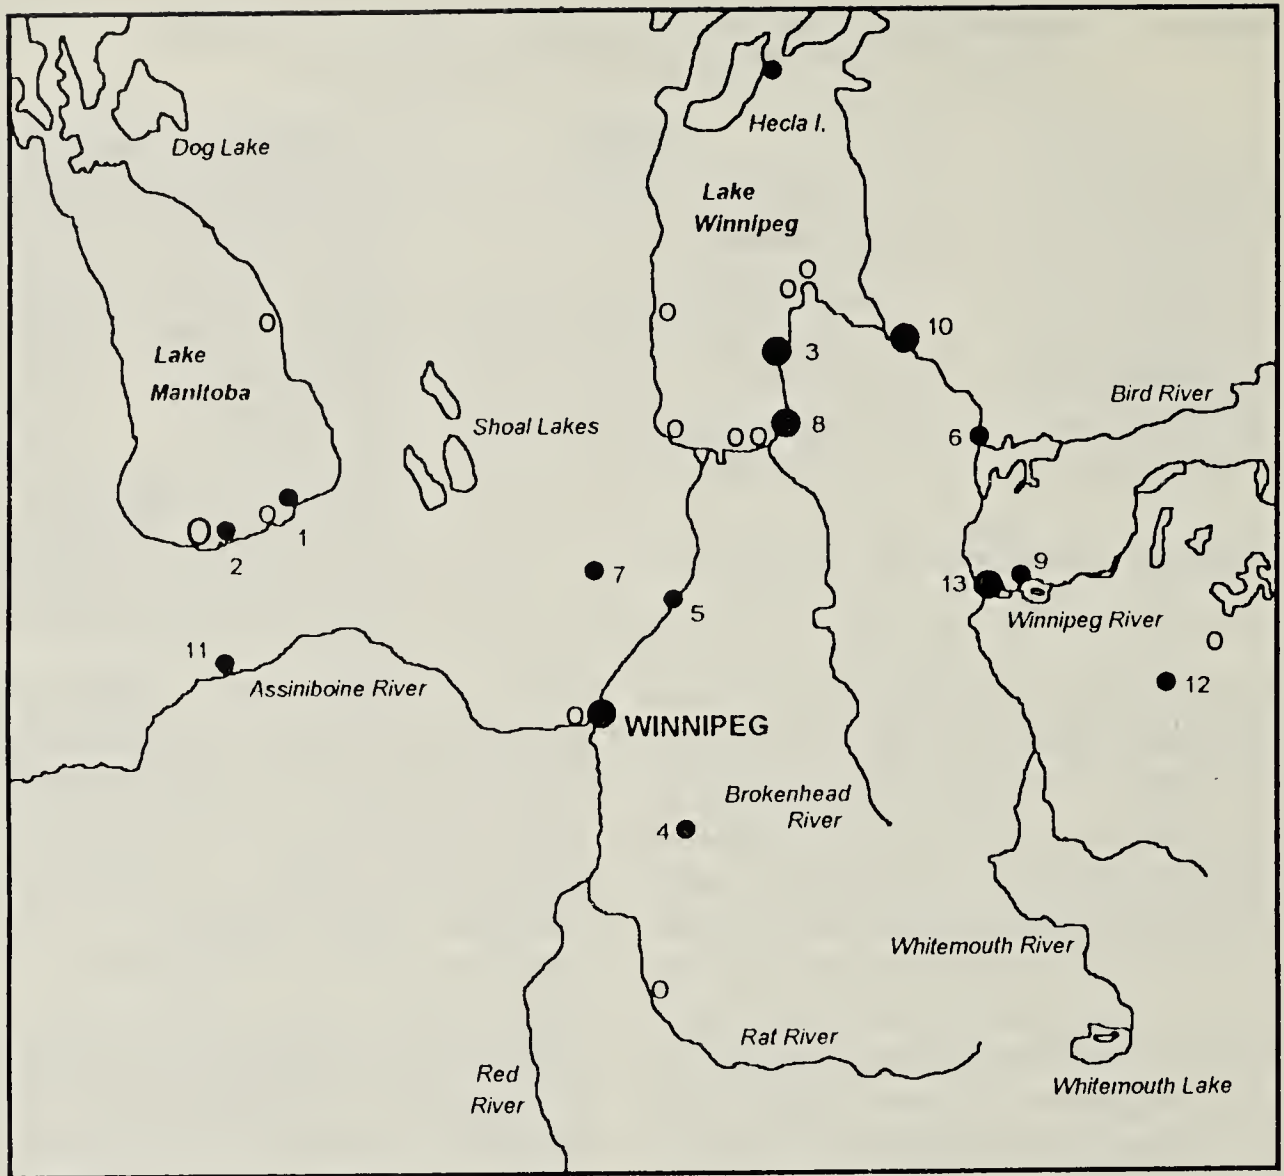 Dog Lake
Hecla I.
Lake
Winnipeg
10
3
Lake
Manitoba
Bird River
Shoal Lakes
8
6
1
2
7
9
13
5
Winnipeg River
11
12
Assiniboine River
WINNIPEG
Brokenhead
River
4
Whitemouth River
Rat River
Red
River
Whitemouth Lake